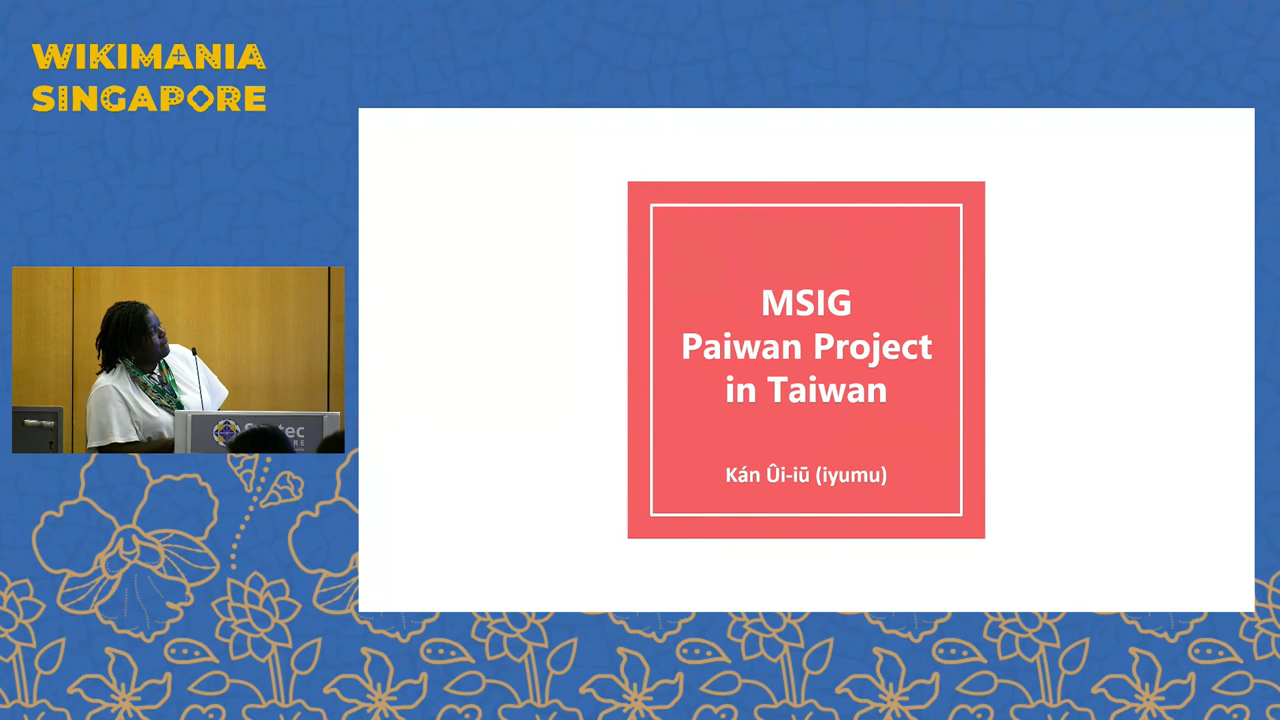 WIKIMANIA
SINGAPORE
MSIG
Paiwan Project
in Taiwan
Kán Ûi-iū (iyumu)